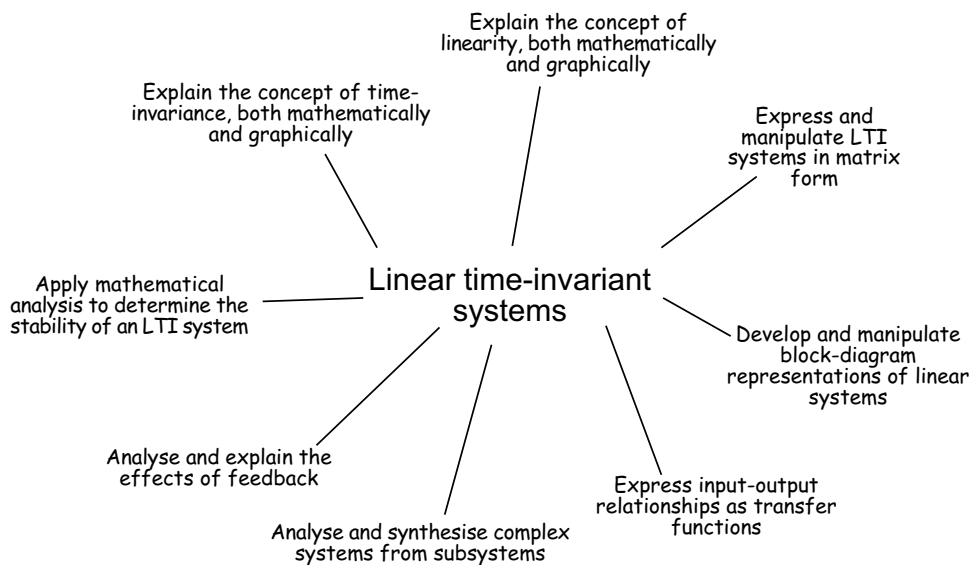 Explain the concept of
linearity, both mathematically
and graphically
Explain the concept of time-
invariance, both mathematically
and graphically
Express and
manipulate LTI
systems in matrix
form
Linear time-invariant
systems
Apply mathematical
analysis to determine the
stability of an LTI system
Develop and manipulate
block-diagram
representations of linear
systems
Analyse and explain the
effects of feedback
Express input-output
relationships as transfer
functions
Analyse and synthesise complex
systems from subsystems